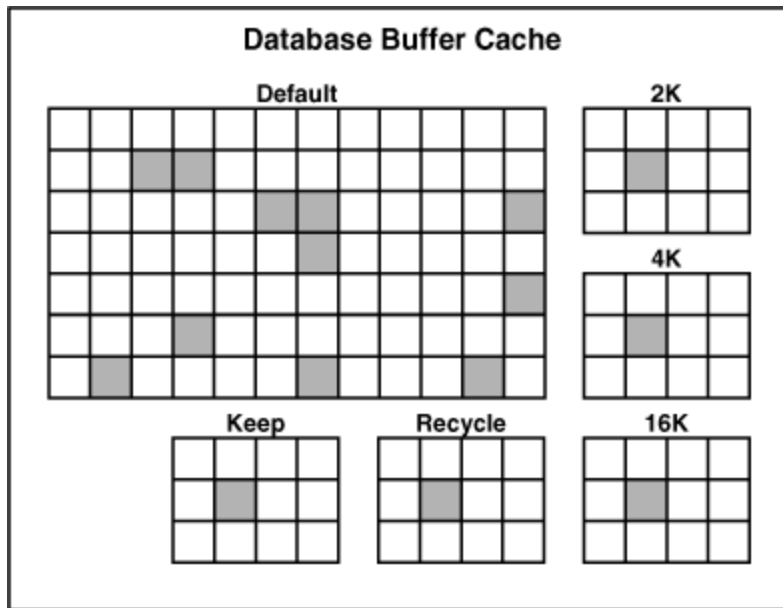 Database Buffer Cache
Default
2K
4K
Keep
Recycle
16K